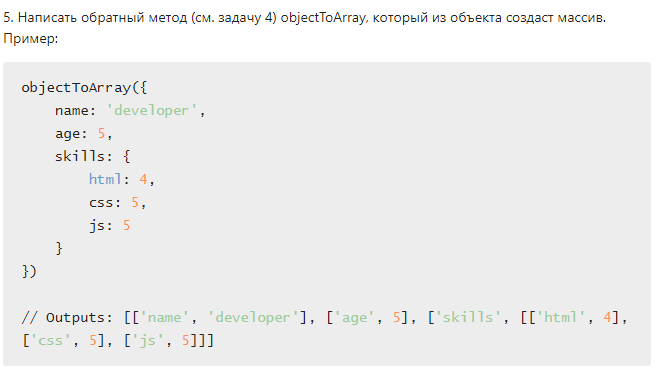 5. Написать обратный метод (см. задачу 4) objectToArray, который из объекта создаст массив.
Пример:
objectToArray({
    name: 'developer',
    age: 5,
    skills: {
        html: 4,
        css: 5,
        js: 5
    }
})
// Outputs: [['name', 'developer'], ['age', 5], ['skills', [['html', 4],
['css', 5], ['js', 5]]]